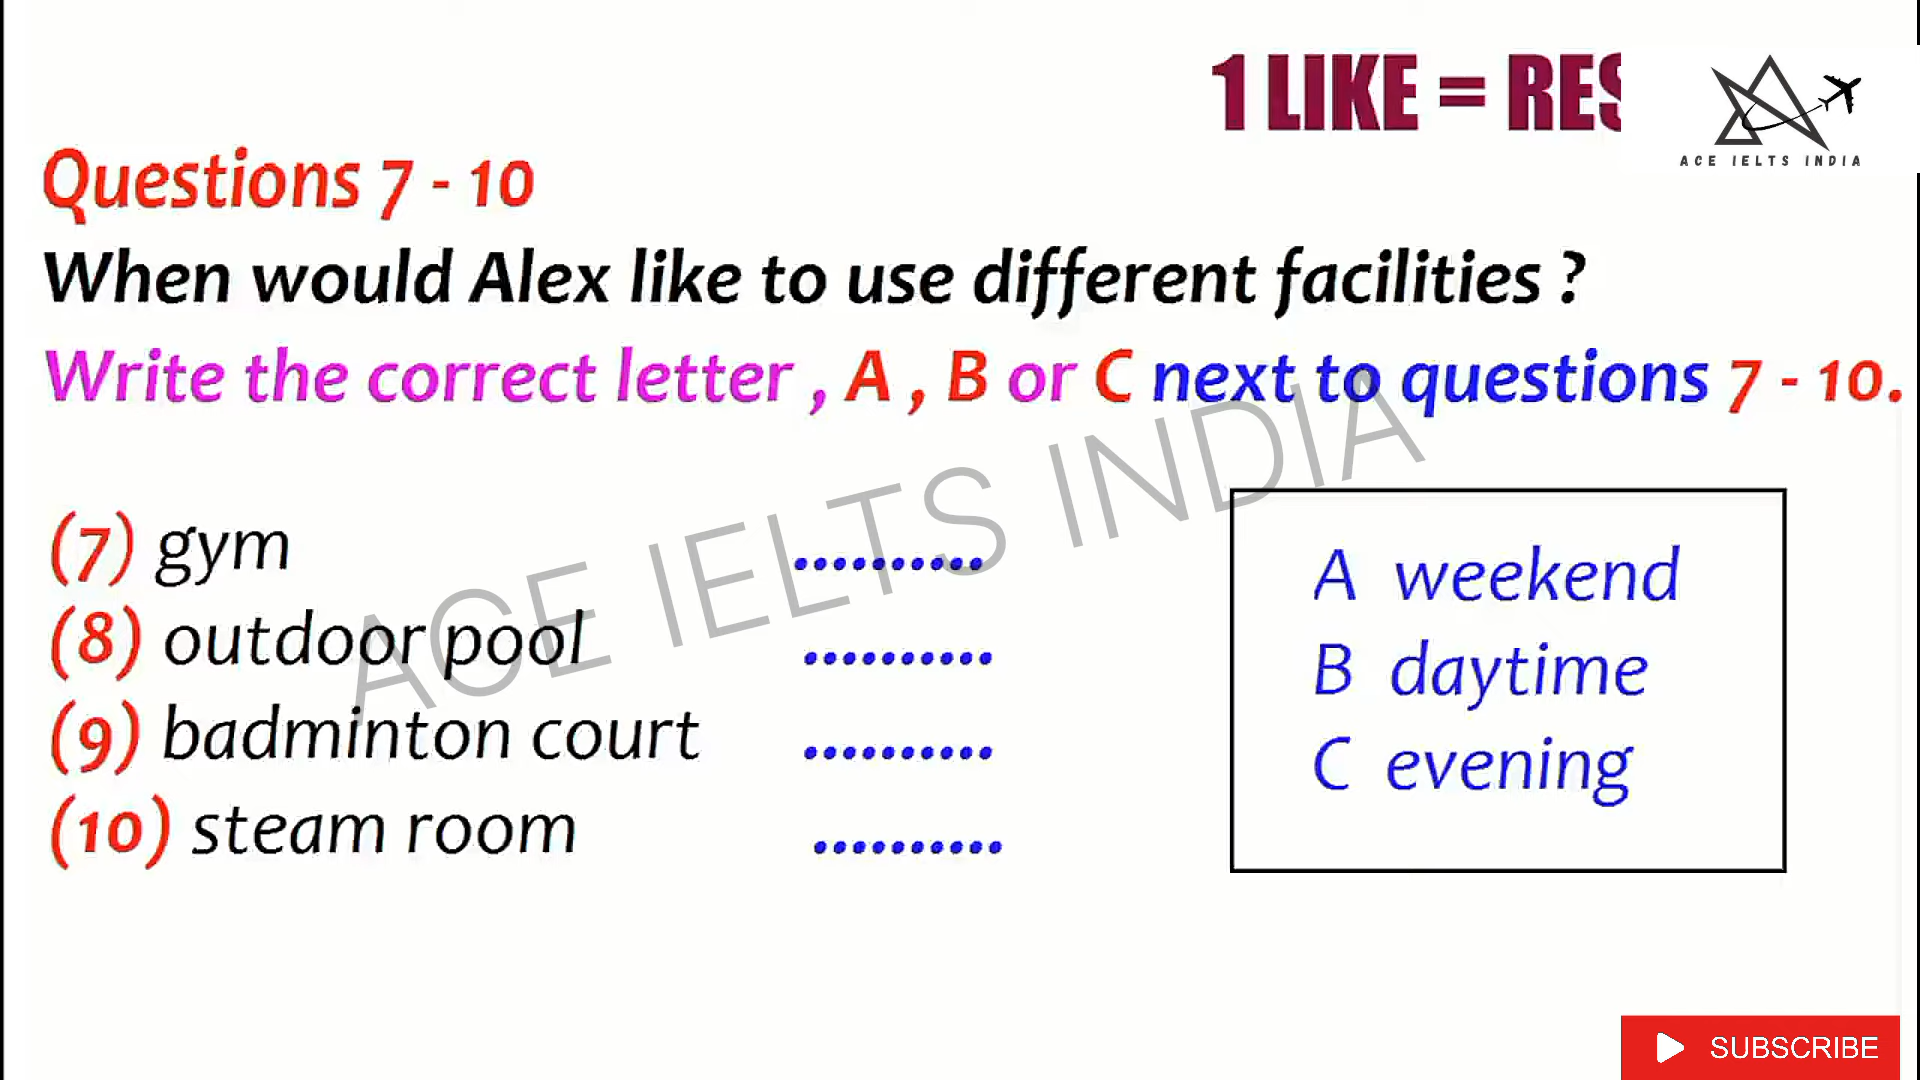 1 LIKE = RES
ACE IELTS INDIA
Questions 7 - 10
When would Alex like to use different facilities ?
Write the correct letter , A , B or C next to questions 7 - 10.
ACE IELTS INDIA
(7) gym ..........
(8) outdoor pool ..........
(9) badminton court ..........
(10) steam room ..........
A weekend
B daytime
C evening
SUBSCRIBE